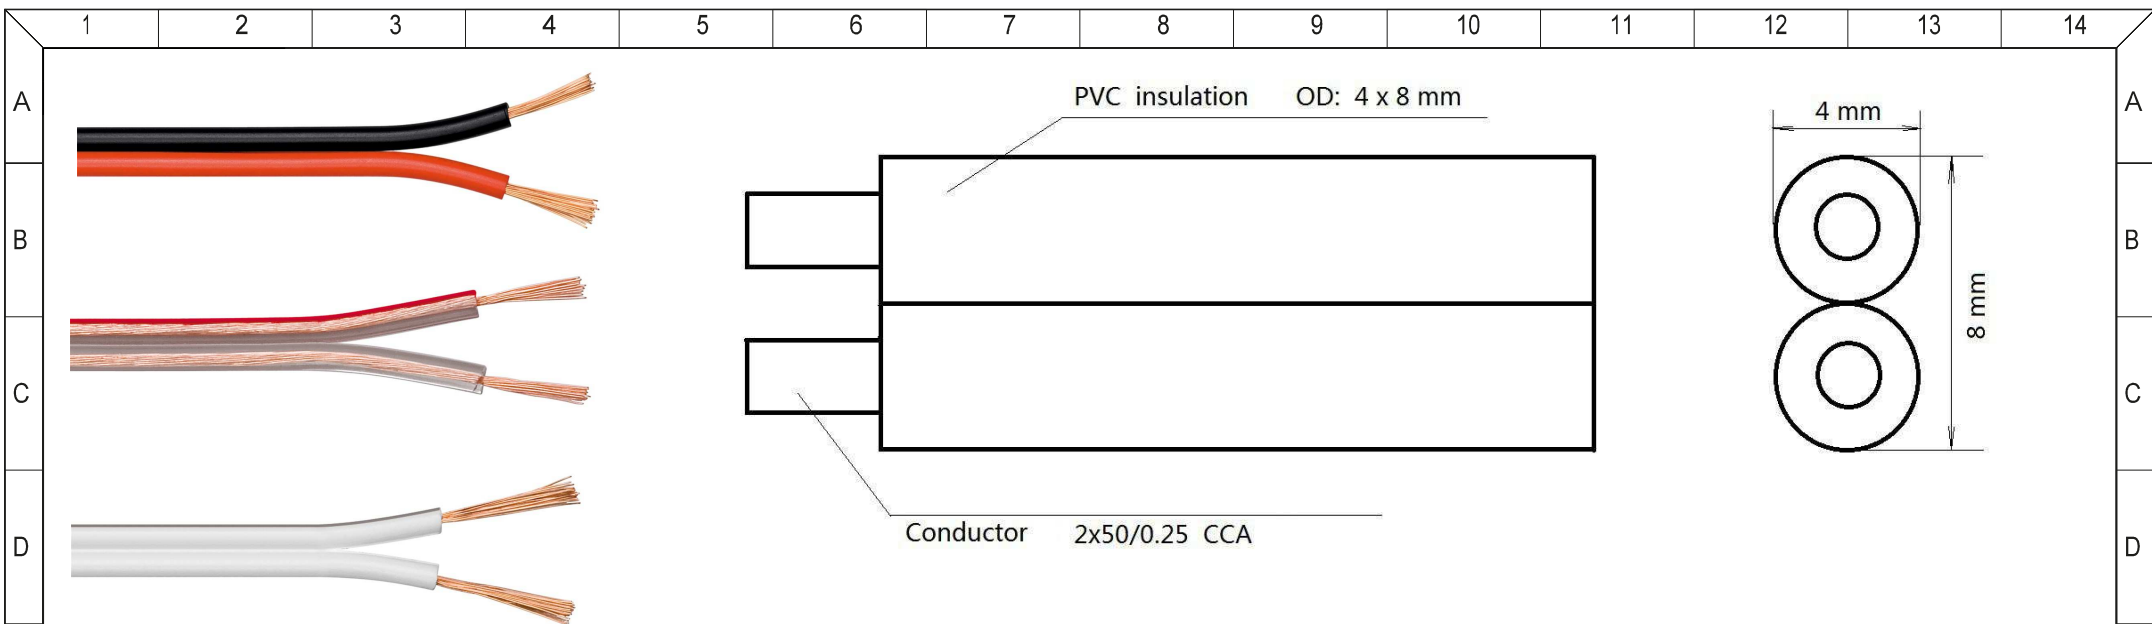 1 2 3 4 5 6 7 8 9 10 11 12 13 14
PVC insulation OD: 4 x 8 mm
4 mm
A A
B B
8 mm
C C
Conductor 2x50/0.25 CCA
D D